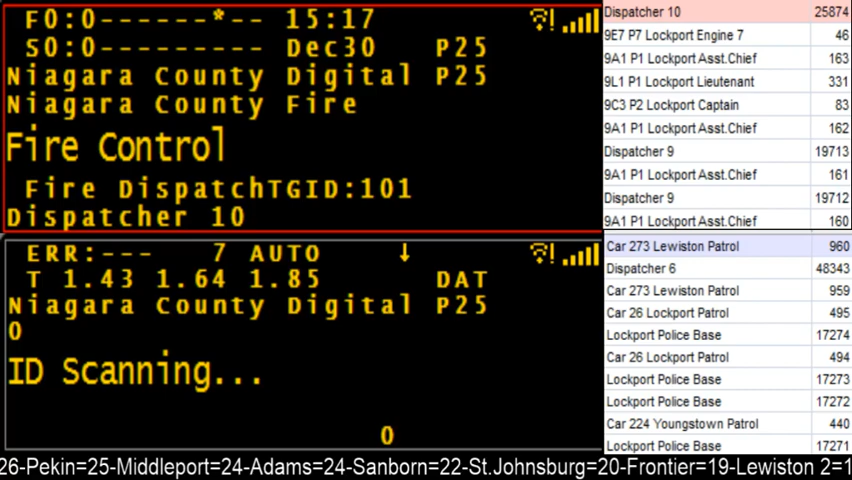 F0:0------*-- 15:17
S0:0--------- Dec30 P25
Niagara County Digital P25
Niagara County Fire
Fire Control
Fire DispatchTGID:101
Dispatcher 10
Dispatcher 10 25874
9E7 P7 Lockport Engine 7 46
9A1 P1 Lockport Asst.Chief 163
9L1 P1 Lockport Lieutenant 331
9C3 P2 Lockport Captain 83
9A1 P1 Lockport Asst.Chief 162
Dispatcher 9 19713
9A1 P1 Lockport Asst.Chief 161
Dispatcher 9 19712
9A1 P1 Lockport Asst.Chief 160
ERR:--- 7 AUTO ↓
T 1.43 1.64 1.85 DAT
Niagara County Digital P25
0
ID Scanning...
0
Car 273 Lewiston Patrol 960
Dispatcher 6 48343
Car 273 Lewiston Patrol 959
Car 26 Lockport Patrol 495
Lockport Police Base 17274
Car 26 Lockport Patrol 494
Lockport Police Base 17273
Lockport Police Base 17272
Car 224 Youngstown Patrol 440
Lockport Police Base 17271
26-Pekin=25-Middleport=24-Adams=24-Sanborn=22-St.Johnsburg=20-Frontier=19-Lewiston 2=1